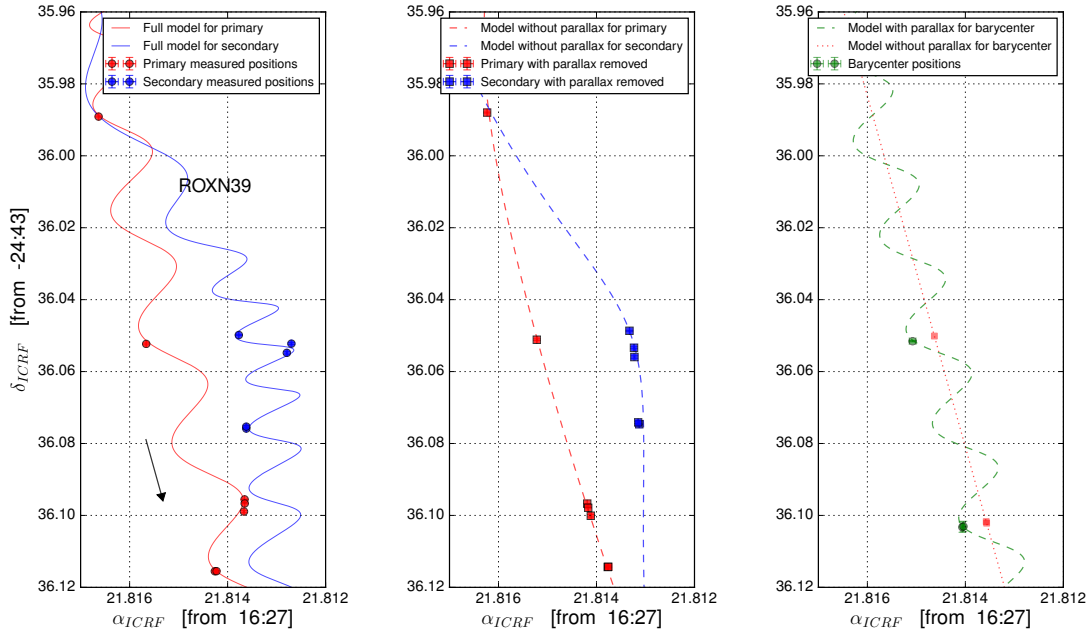 35.96
35.98
36.00
36.02
36.04
36.06
36.08
36.10
36.12
δ_ICRF [from -24:43]
Full model for primary
Full model for secondary
Primary measured positions
Secondary measured positions
ROXN39
21.816 21.814 21.812
α_ICRF [from 16:27]
35.96
35.98
36.00
36.02
36.04
36.06
36.08
36.10
36.12
Model without parallax for primary
Model without parallax for secondary
Primary with parallax removed
Secondary with parallax removed
21.816 21.814 21.812
α_ICRF [from 16:27]
35.96
35.98
36.00
36.02
36.04
36.06
36.08
36.10
36.12
Model with parallax for barycenter
Model without parallax for barycenter
Barycenter positions
21.816 21.814 21.812
α_ICRF [from 16:27]